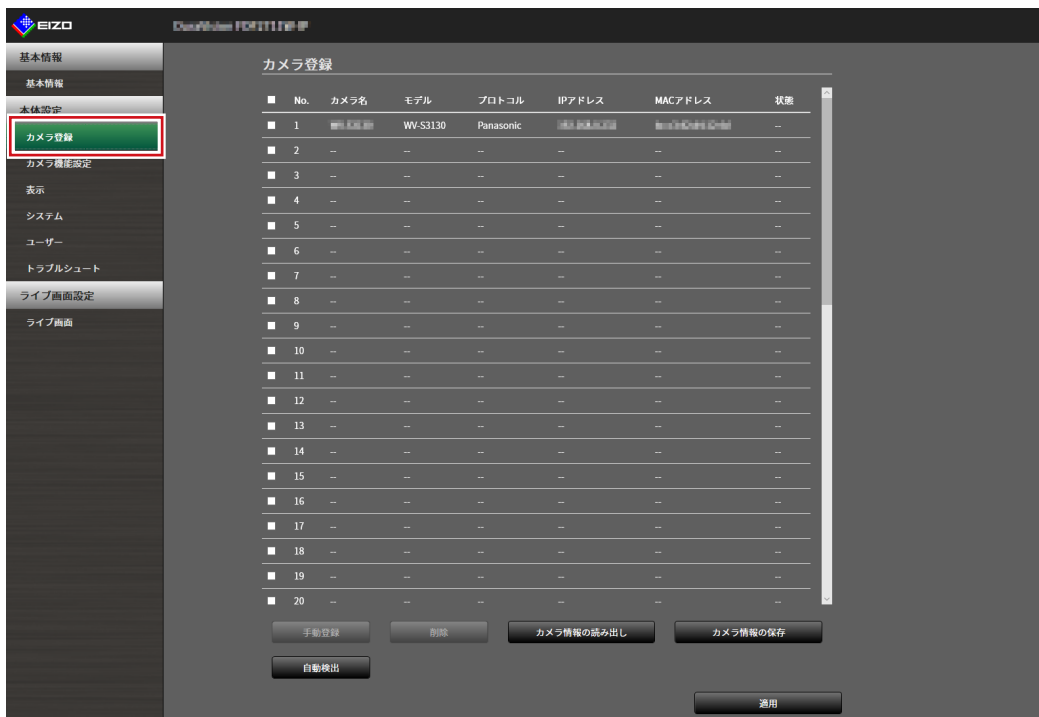 EIZO
基本情報
基本情報
本体設定
カメラ登録
カメラ機能設定
表示
システム
ユーザー
トラブルシュート
ライブ画面設定
ライブ画面
カメラ登録
No. カメラ名 モデル プロトコル IPアドレス MACアドレス 状態
1 WV-S3130 Panasonic --
2 -- -- -- -- -- --
3 -- -- -- -- -- --
4 -- -- -- -- -- --
5 -- -- -- -- -- --
6 -- -- -- -- -- --
7 -- -- -- -- -- --
8 -- -- -- -- -- --
9 -- -- -- -- -- --
10 -- -- -- -- -- --
11 -- -- -- -- -- --
12 -- -- -- -- -- --
13 -- -- -- -- -- --
14 -- -- -- -- -- --
15 -- -- -- -- -- --
16 -- -- -- -- -- --
17 -- -- -- -- -- --
18 -- -- -- -- -- --
19 -- -- -- -- -- --
20 -- -- -- -- -- --
手動登録 削除 カメラ情報の読み出し カメラ情報の保存
自動検出
適用